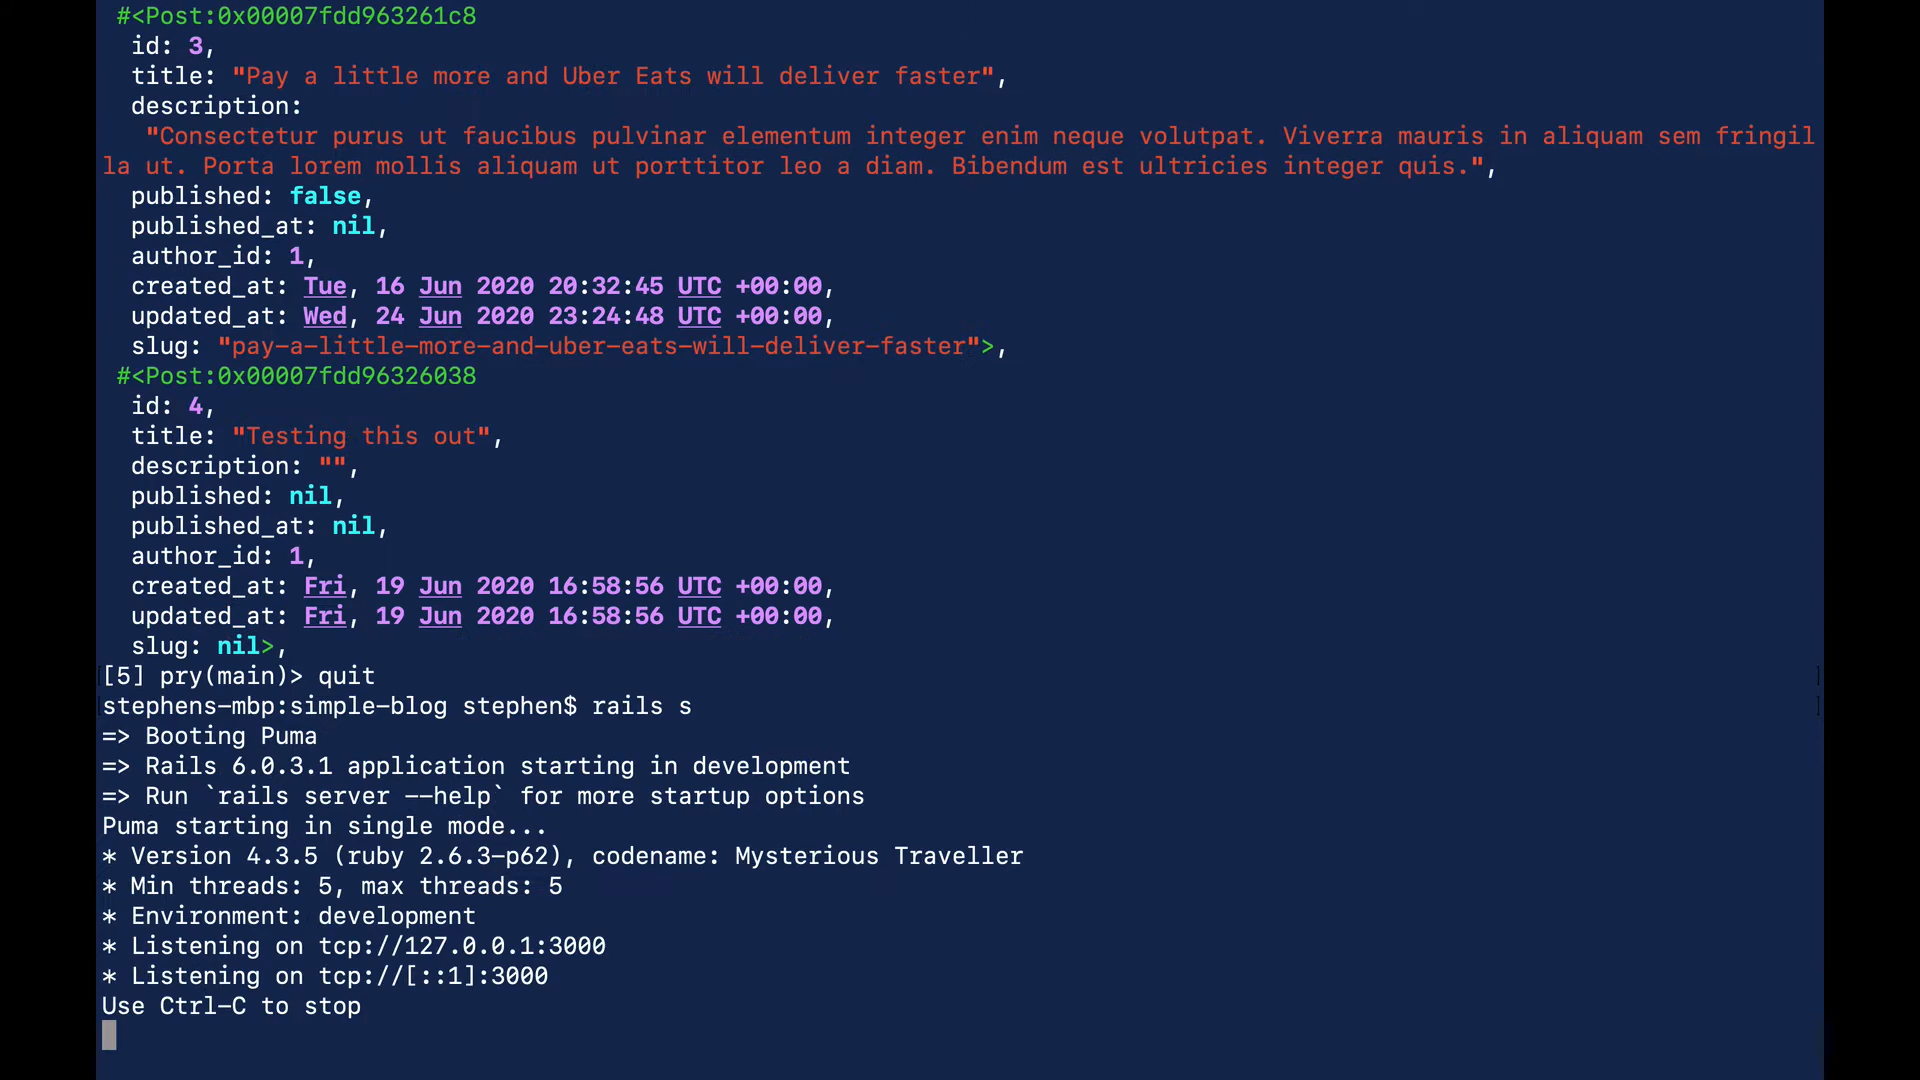 #<Post:0x00007fdd963261c8
id: 3,
title: "Pay a little more and Uber Eats will deliver faster",
description:
"Consectetur purus ut faucibus pulvinar elementum integer enim neque volutpat. Viverra mauris in aliquam sem fringil
la ut. Porta lorem mollis aliquam ut porttitor leo a diam. Bibendum est ultricies integer quis.",
published: false,
published_at: nil,
author_id: 1,
created_at: Tue, 16 Jun 2020 20:32:45 UTC +00:00,
updated_at: Wed, 24 Jun 2020 23:24:48 UTC +00:00,
slug: "pay-a-little-more-and-uber-eats-will-deliver-faster">,
#<Post:0x00007fdd96326038
id: 4,
title: "Testing this out",
description: "",
published: nil,
published_at: nil,
author_id: 1,
created_at: Fri, 19 Jun 2020 16:58:56 UTC +00:00,
updated_at: Fri, 19 Jun 2020 16:58:56 UTC +00:00,
slug: nil>,
[5] pry(main)> quit
stephens-mbp:simple-blog stephen$ rails s
=> Booting Puma
=> Rails 6.0.3.1 application starting in development
=> Run `rails server --help` for more startup options
Puma starting in single mode...
* Version 4.3.5 (ruby 2.6.3-p62), codename: Mysterious Traveller
* Min threads: 5, max threads: 5
* Environment: development
* Listening on tcp://127.0.0.1:3000
* Listening on tcp://[::1]:3000
Use Ctrl-C to stop